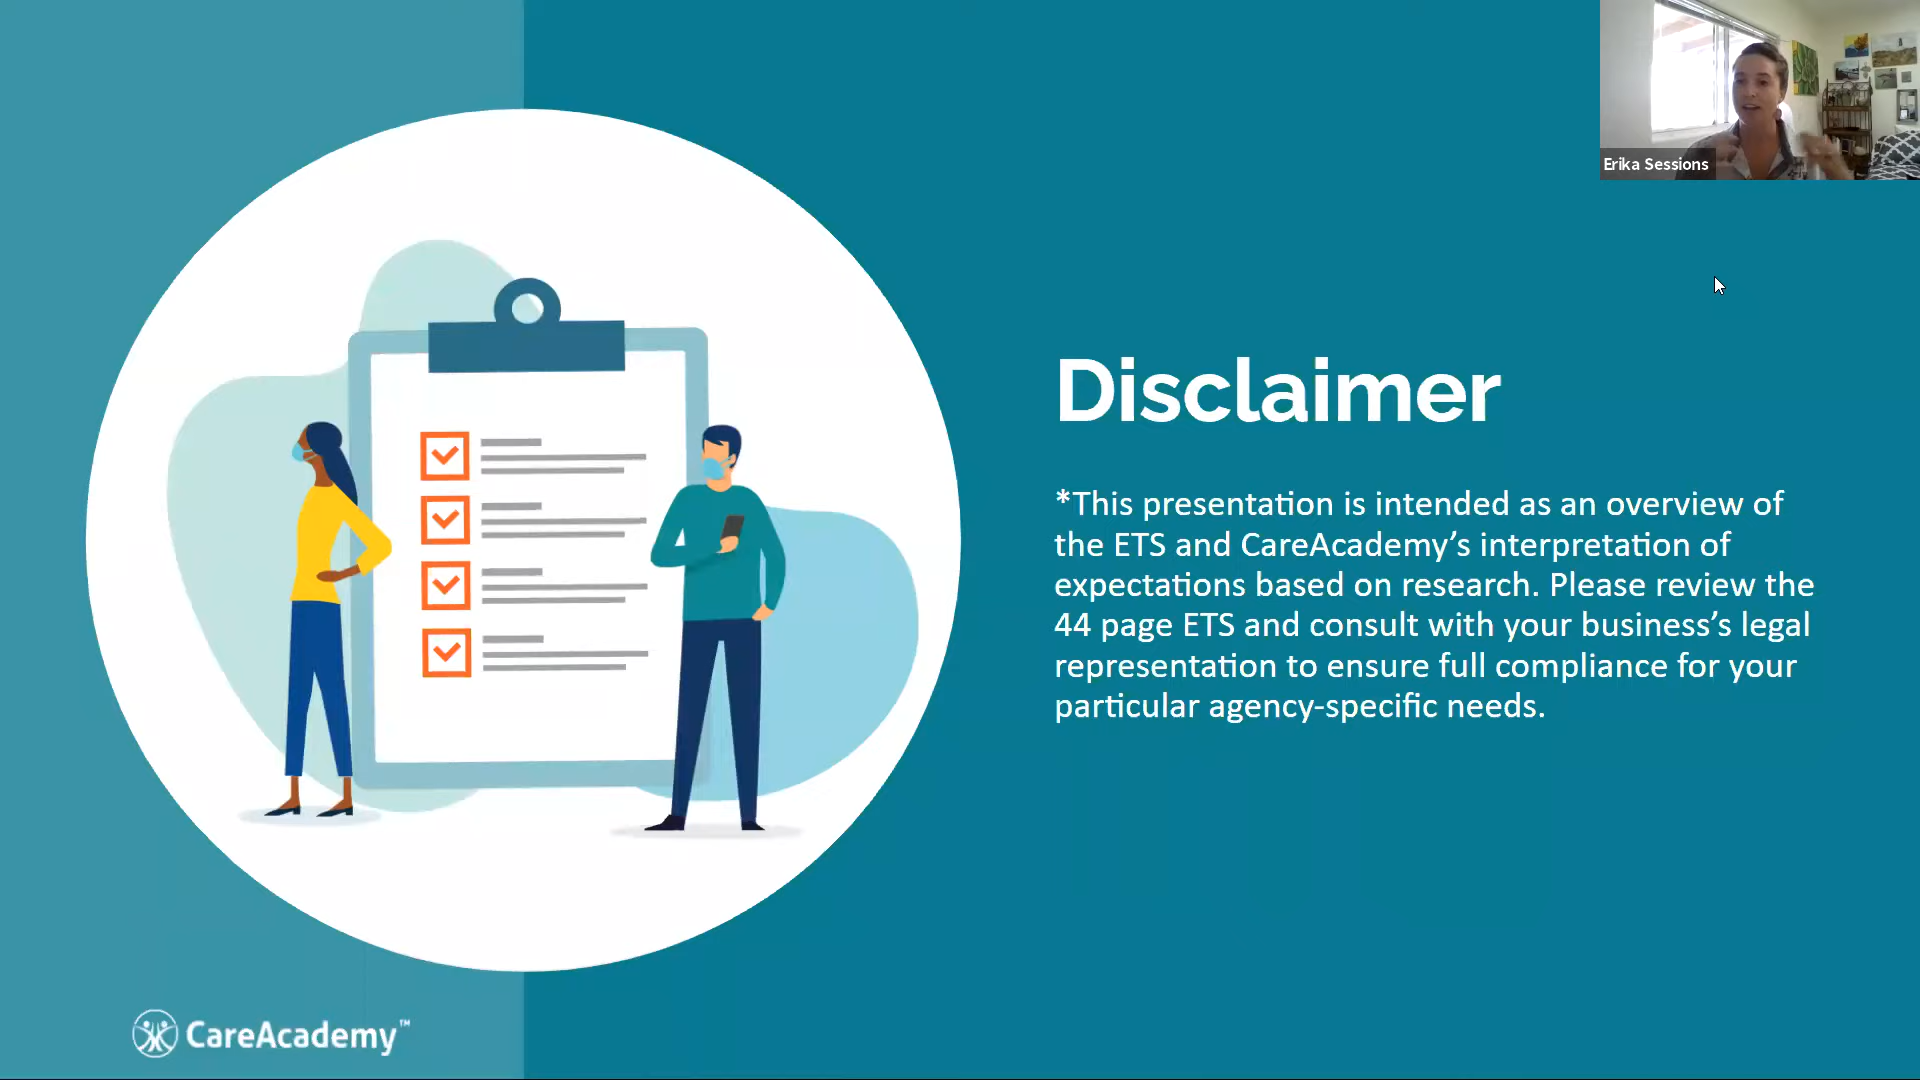 Erika Sessions
Disclaimer
*This presentation is intended as an overview of
the ETS and CareAcademy’s interpretation of
expectations based on research. Please review the
44 page ETS and consult with your business’s legal
representation to ensure full compliance for your
particular agency-specific needs.
CareAcademy™